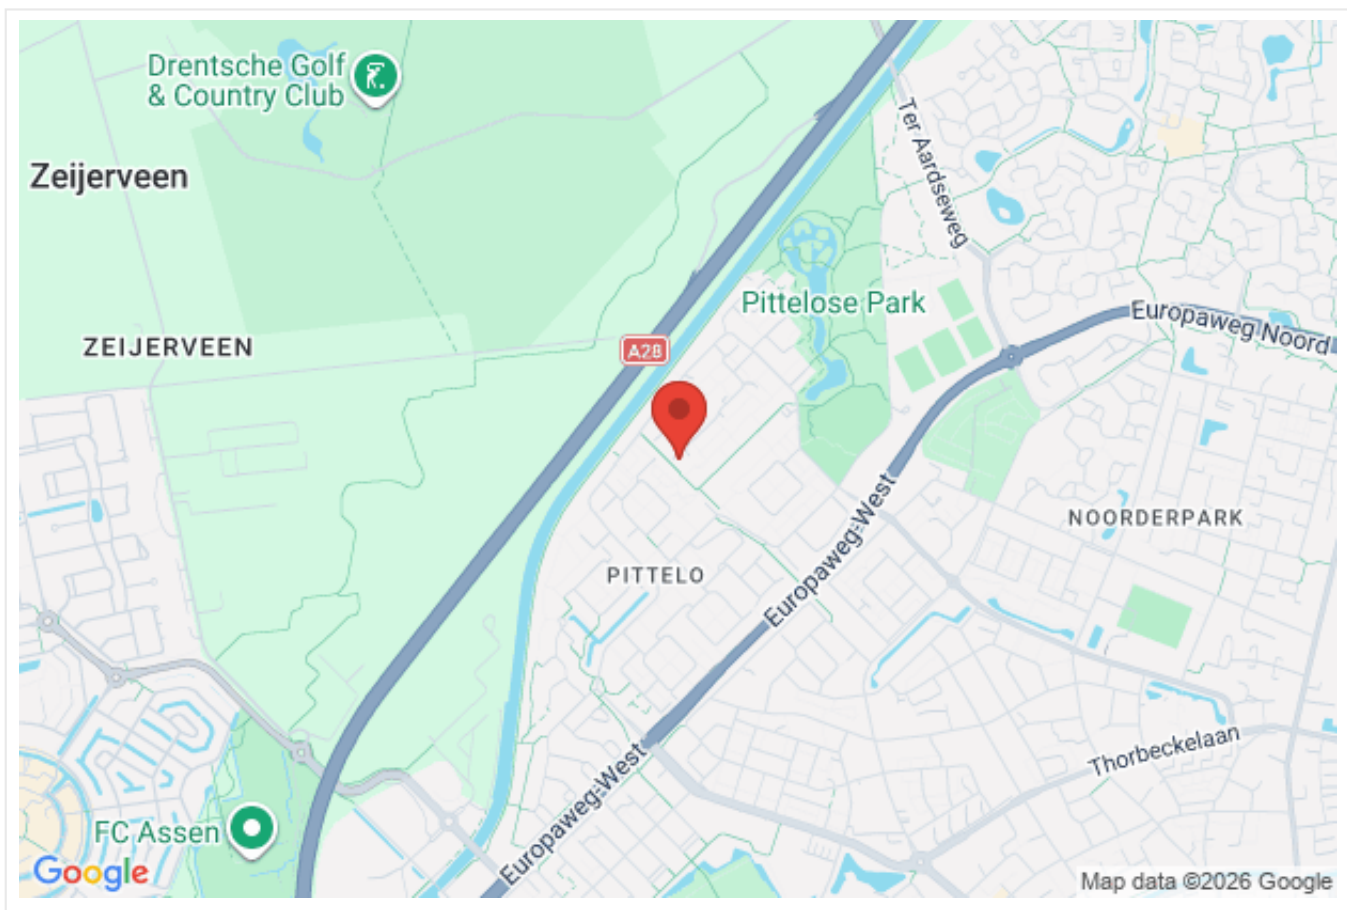 Drentsche Golf
& Country Club
Zeijerveen
Ter Aardseweg
Pittelose Park
Europaweg Noord
ZEIJERVEEN
A28
Europaweg-West
NOORDERPARK
PITTELO
Thorbeckelaan
Europaweg-West
FC Assen
Google
Map data ©2026 Google